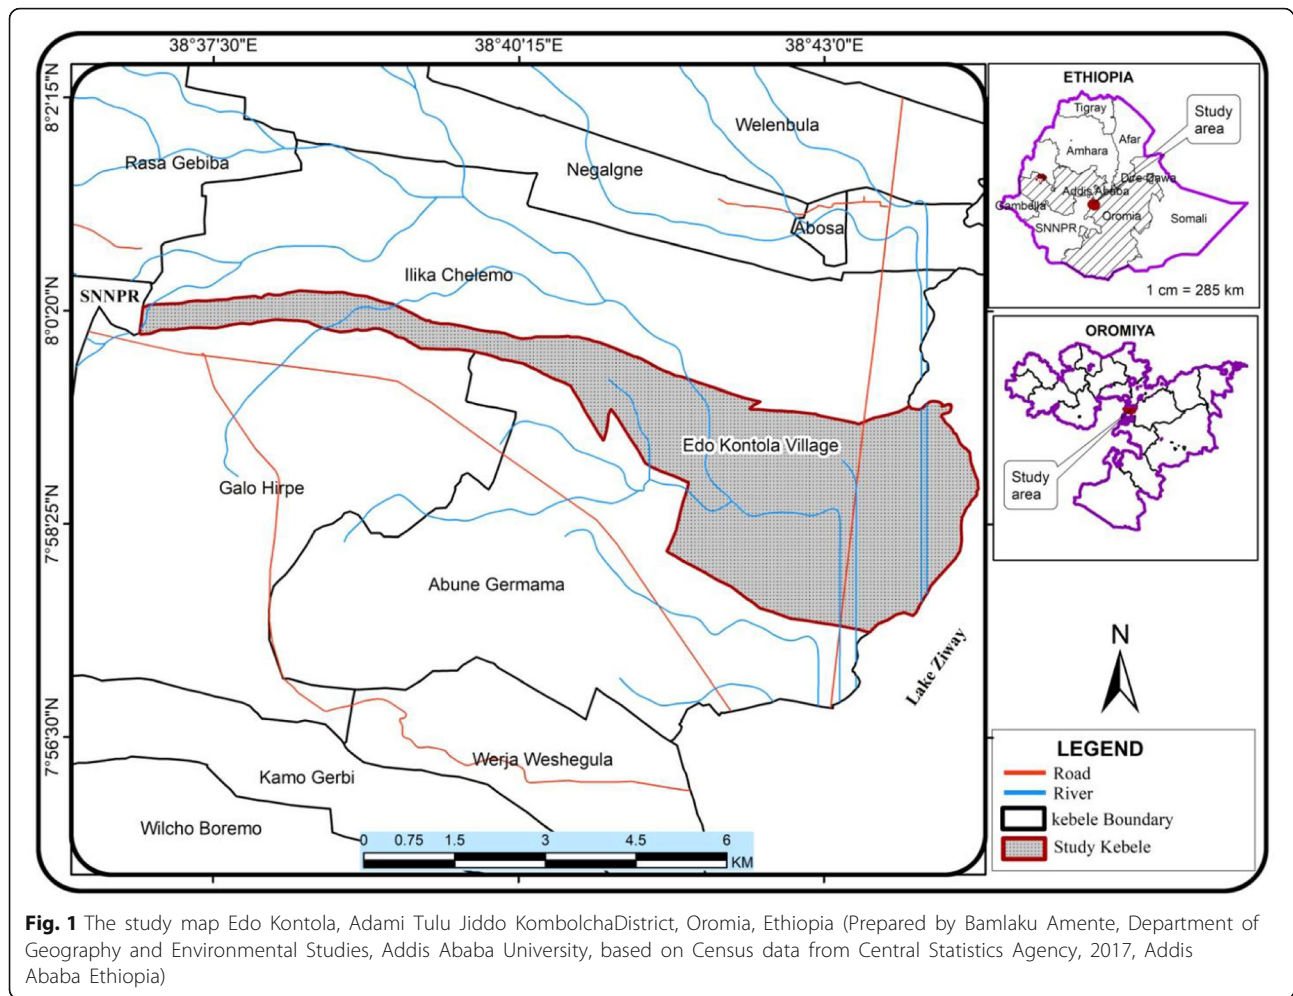 38°37'30"E
38°40'15"E
43°0"E
8°2'15"N
8°0'20"N
7°58'25"N
7°56'30"N
Welenbula
Rasa Gebiba
Negalgne
Abosa
Ilika Chelemo
SNNPR
Edo Kontola Village
Galo Hirpe
Abune Germama
Lake Ziway
Werja Weshegula
Kamo Gerbi
Wilcho Boremo
0 0.75 1.5 3 4.5 6
KM
ETHIOPIA
Tigray
Study
area
Afar
Amhara
Dire Dawa
Addis Ababa
Gambella
Oromia
Somali
SNNPR
1 cm = 285 km
OROMIYA
Study
area
N
LEGEND
Road
River
kebele Boundary
Study Kebele
Fig. 1 The study map Edo Kontola, Adami Tulu Jiddo KombolchaDistrict, Oromia, Ethiopia (Prepared by Bamlaku Amente, Department of
Geography and Environmental Studies, Addis Ababa University, based on Census data from Central Statistics Agency, 2017, Addis
Ababa Ethiopia)